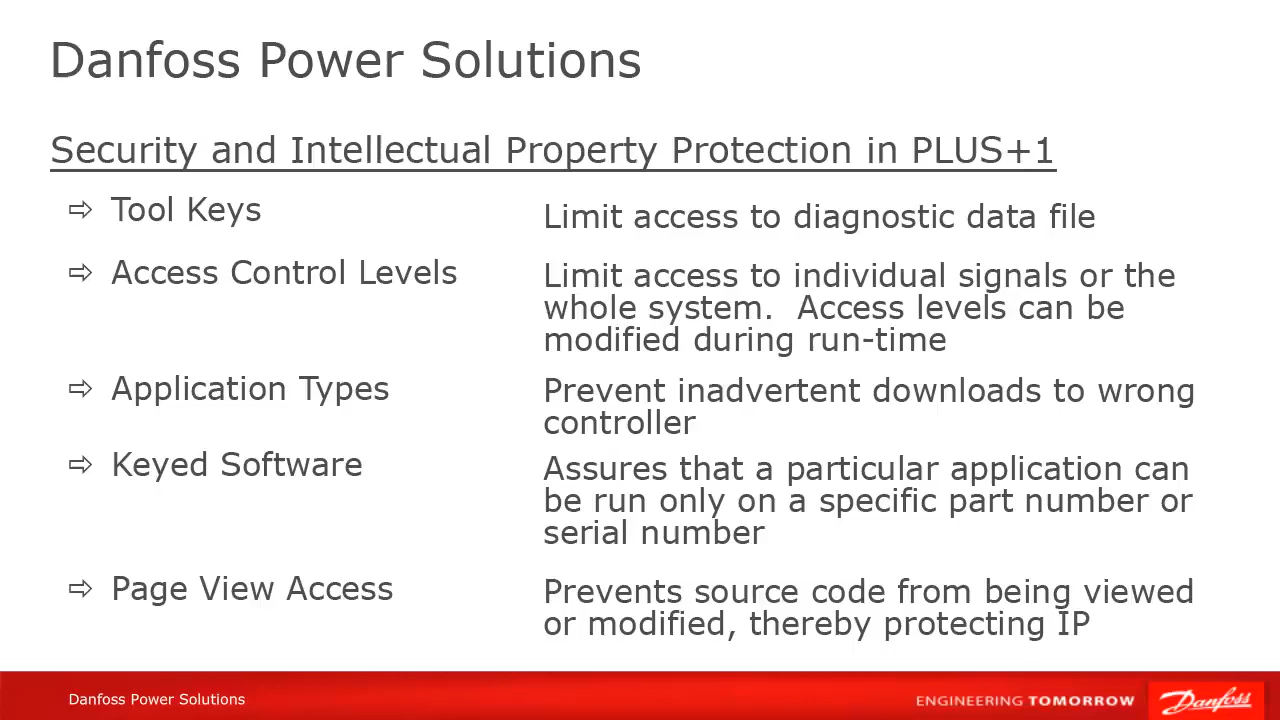 Danfoss Power Solutions
Security and Intellectual Property Protection in PLUS+1
⇨ Tool Keys
Limit access to diagnostic data file
⇨ Access Control Levels
Limit access to individual signals or the
whole system.  Access levels can be
modified during run-time
⇨ Application Types
Prevent inadvertent downloads to wrong
controller
⇨ Keyed Software
Assures that a particular application can
be run only on a specific part number or
serial number
⇨ Page View Access
Prevents source code from being viewed
or modified, thereby protecting IP
Danfoss Power Solutions
ENGINEERING TOMORROW
Danfoss